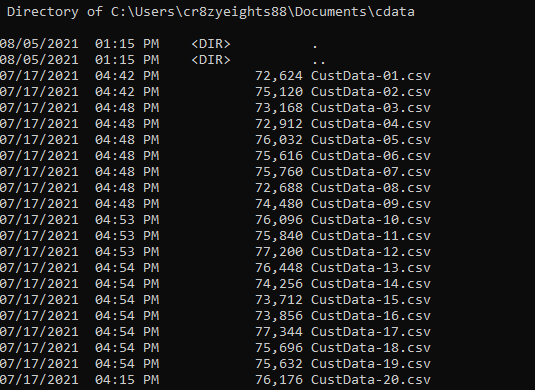 Directory of C:\Users\cr8zyeights88\Documents\cdata
08/05/2021  01:15 PM    <DIR>          .
08/05/2021  01:15 PM    <DIR>          ..
07/17/2021  04:42 PM            72,624 CustData-01.csv
07/17/2021  04:42 PM            75,120 CustData-02.csv
07/17/2021  04:48 PM            73,168 CustData-03.csv
07/17/2021  04:48 PM            72,912 CustData-04.csv
07/17/2021  04:48 PM            76,032 CustData-05.csv
07/17/2021  04:48 PM            75,616 CustData-06.csv
07/17/2021  04:48 PM            75,760 CustData-07.csv
07/17/2021  04:48 PM            72,688 CustData-08.csv
07/17/2021  04:48 PM            74,480 CustData-09.csv
07/17/2021  04:53 PM            76,096 CustData-10.csv
07/17/2021  04:53 PM            75,840 CustData-11.csv
07/17/2021  04:53 PM            77,200 CustData-12.csv
07/17/2021  04:54 PM            76,448 CustData-13.csv
07/17/2021  04:54 PM            74,256 CustData-14.csv
07/17/2021  04:54 PM            73,712 CustData-15.csv
07/17/2021  04:54 PM            73,856 CustData-16.csv
07/17/2021  04:54 PM            77,344 CustData-17.csv
07/17/2021  04:54 PM            75,696 CustData-18.csv
07/17/2021  04:54 PM            75,632 CustData-19.csv
07/17/2021  04:15 PM            76,176 CustData-20.csv